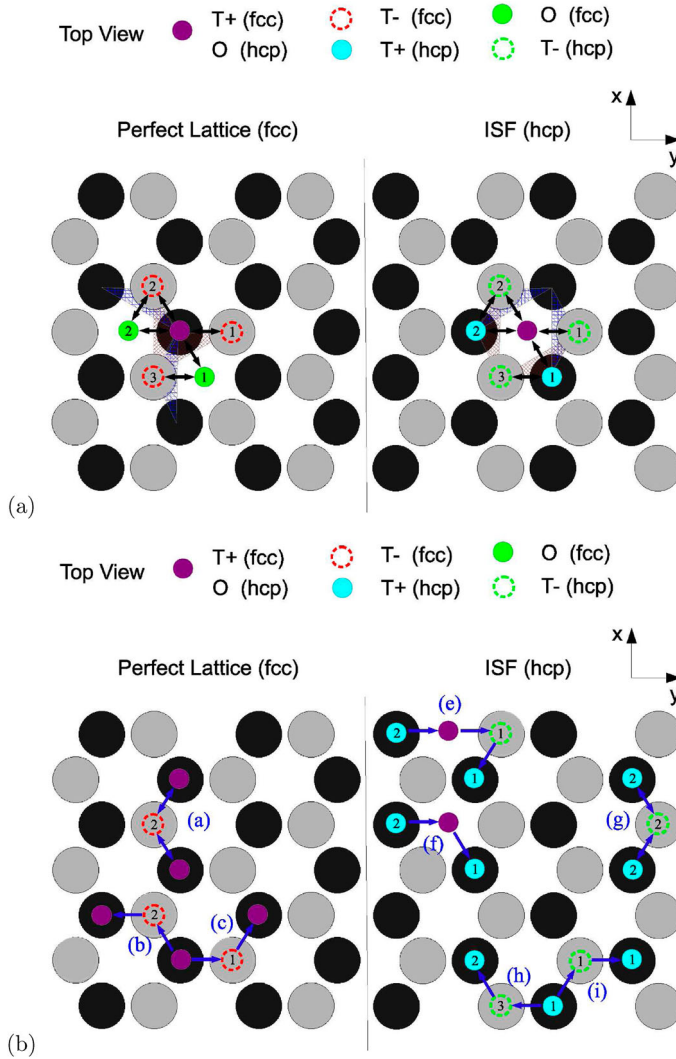 Top View
T+ (fcc)
T- (fcc)
O (fcc)
O (hcp)
T+ (hcp)
T- (hcp)
x
y
Perfect Lattice (fcc)
ISF (hcp)
2
2
2
1
2
1
3
1
3
1
(a)
Top View
T+ (fcc)
T- (fcc)
O (fcc)
O (hcp)
T+ (hcp)
T- (hcp)
x
y
Perfect Lattice (fcc)
ISF (hcp)
(e)
2
1
1
2
2
(a)
2
(g)
2
(f)
1
2
2
(c)
(b)
1
2
(h)
1
1
(i)
3
1
(b)